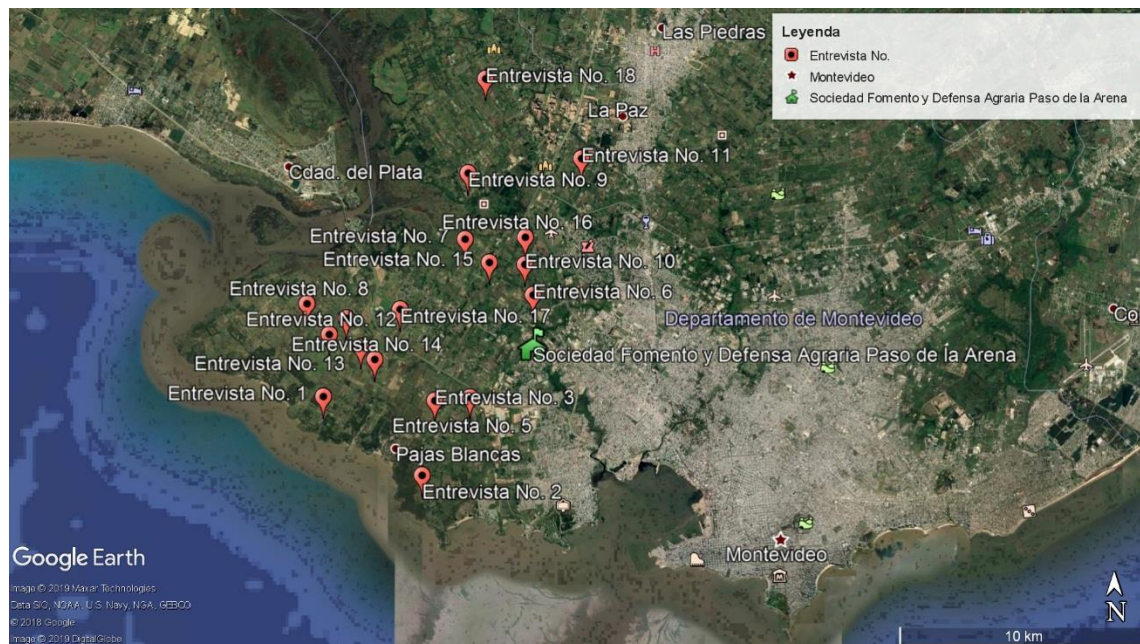 Las Piedras
Leyenda
Entrevista No.
Montevideo
Sociedad Fomento y Defensa Agraria Paso de la Arena
Entrevista No. 18
La Paz
Entrevista No. 11
Cdad. del Plata
Entrevista No. 9
Entrevista No. 16
Entrevista No. 7
Entrevista No. 15
Entrevista No. 10
Entrevista No. 8
Entrevista No. 6
Entrevista No. 12
Entrevista No. 17
Departamento de Montevideo
Co
Entrevista No. 14
Sociedad Fomento y Defensa Agraria Paso de la Arena
Entrevista No. 13
Entrevista No. 1
Entrevista No. 3
Entrevista No. 5
Pajas Blancas
Entrevista No. 2
Montevideo
Google Earth
Image © 2019 Maxar Technologies
Data SIO, NOAA, U.S. Navy, NGA, GEBCO
© 2018 Google
Image © 2019 DigitalGlobe
N
10 km